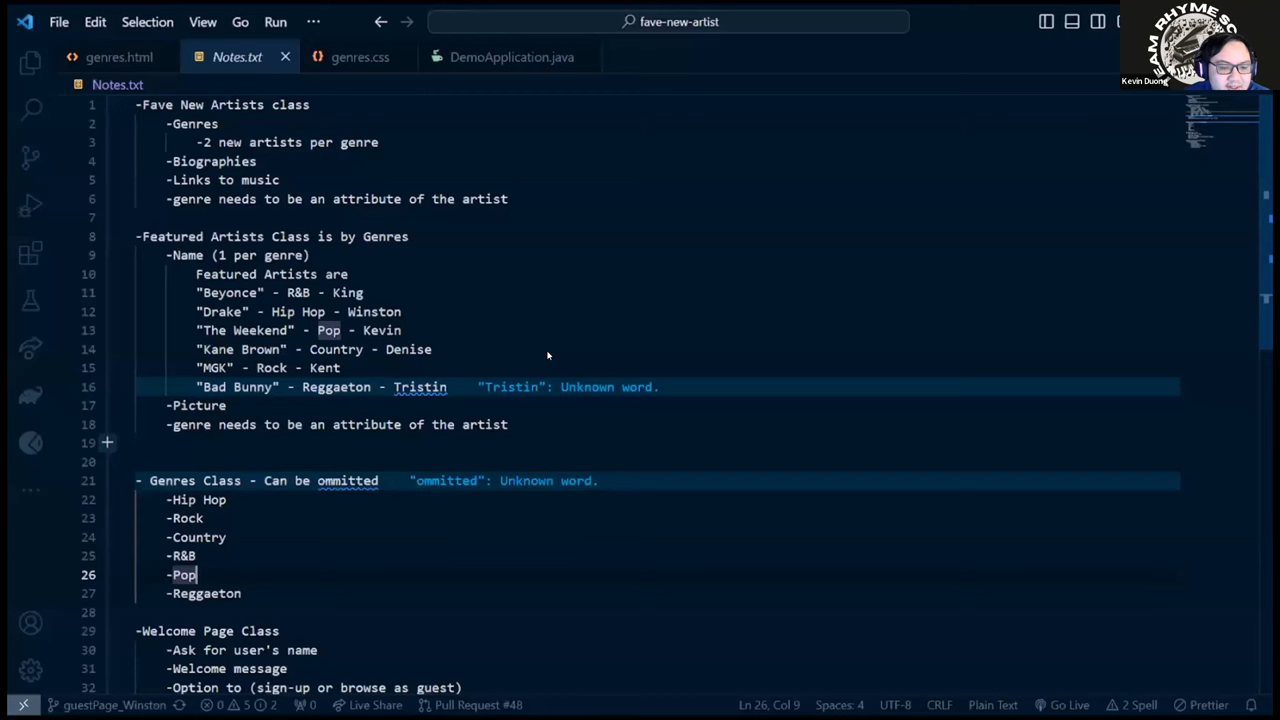 File Edit Selection View Go Run ··· fave-new-artist
genres.html Notes.txt genres.css DemoApplication.java
Kevin Duong
Notes.txt
1 -Fave New Artists class
2 -Genres
3 -2 new artists per genre
4 -Biographies
5 -Links to music
6 -genre needs to be an attribute of the artist
7
8 -Featured Artists Class is by Genres
9 -Name (1 per genre)
10 Featured Artists are
11 "Beyonce" - R&B - King
12 "Drake" - Hip Hop - Winston
13 "The Weekend" - Pop - Kevin
14 "Kane Brown" - Country - Denise
15 "MGK" - Rock - Kent
16 "Bad Bunny" - Reggaeton - Tristin "Tristin": Unknown word.
17 -Picture
18 -genre needs to be an attribute of the artist
19
20
21 - Genres Class - Can be ommitted "ommitted": Unknown word.
22 -Hip Hop
23 -Rock
24 -Country
25 -R&B
26 -Pop
27 -Reggaeton
28
29 -Welcome Page Class
30 -Ask for user's name
31 -Welcome message
32 -Option to (sign-up or browse as guest)
guestPage_Winston 0 5 2 0 Live Share Pull Request #48 Ln 26, Col 9 Spaces: 4 UTF-8 CRLF Plain Text Go Live 2 Spell Prettier